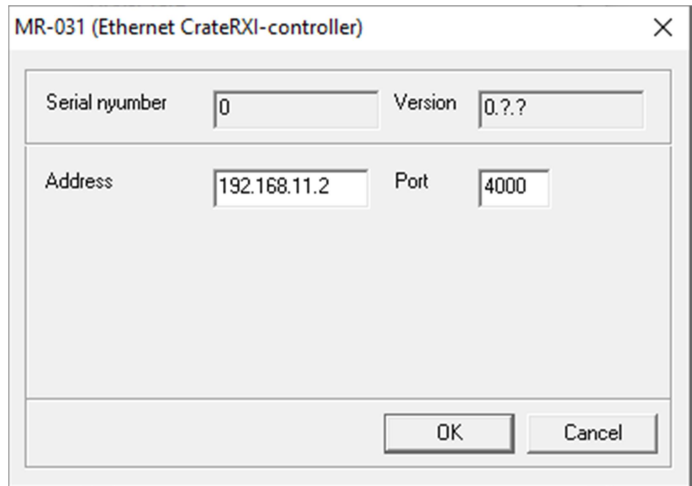 MR-031 (Ethernet CrateRXI-controller)
Serial nyumber 0 Version 0.?.?
Address 192.168.11.2 Port 4000
OK Cancel